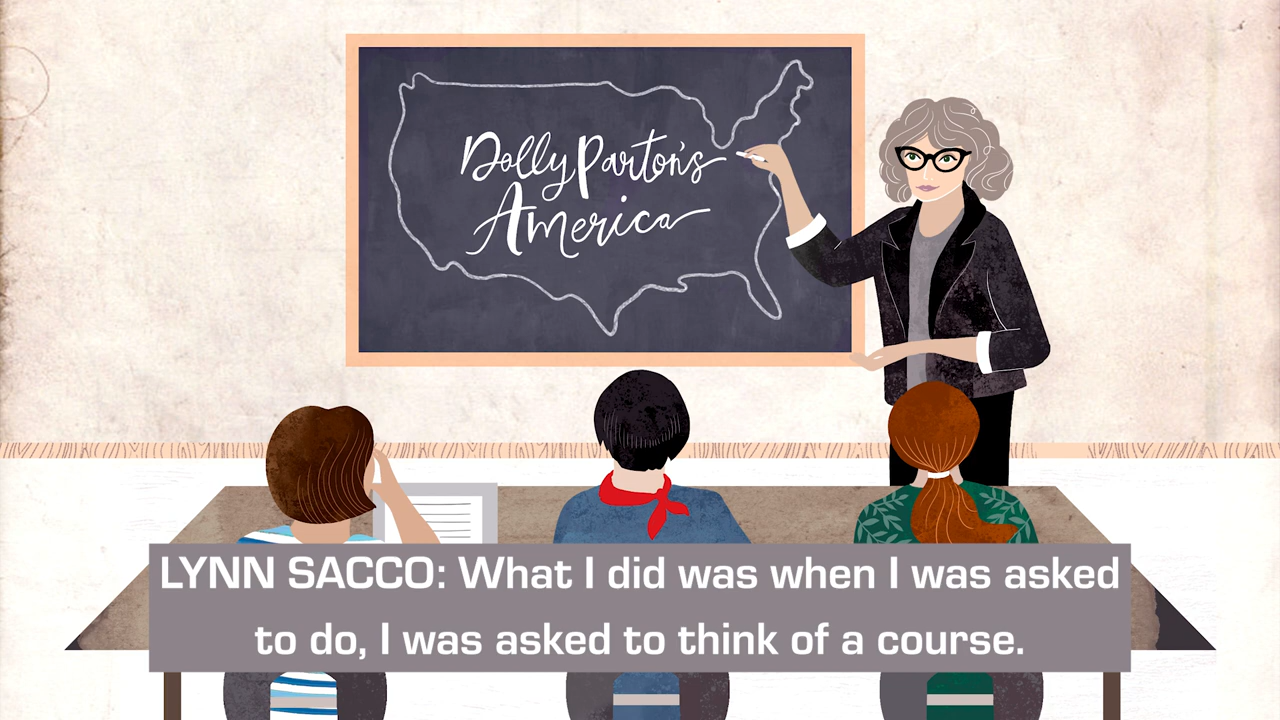 Dolly Parton's
America
LYNN SACCO: What I did was when I was asked
to do, I was asked to think of a course.